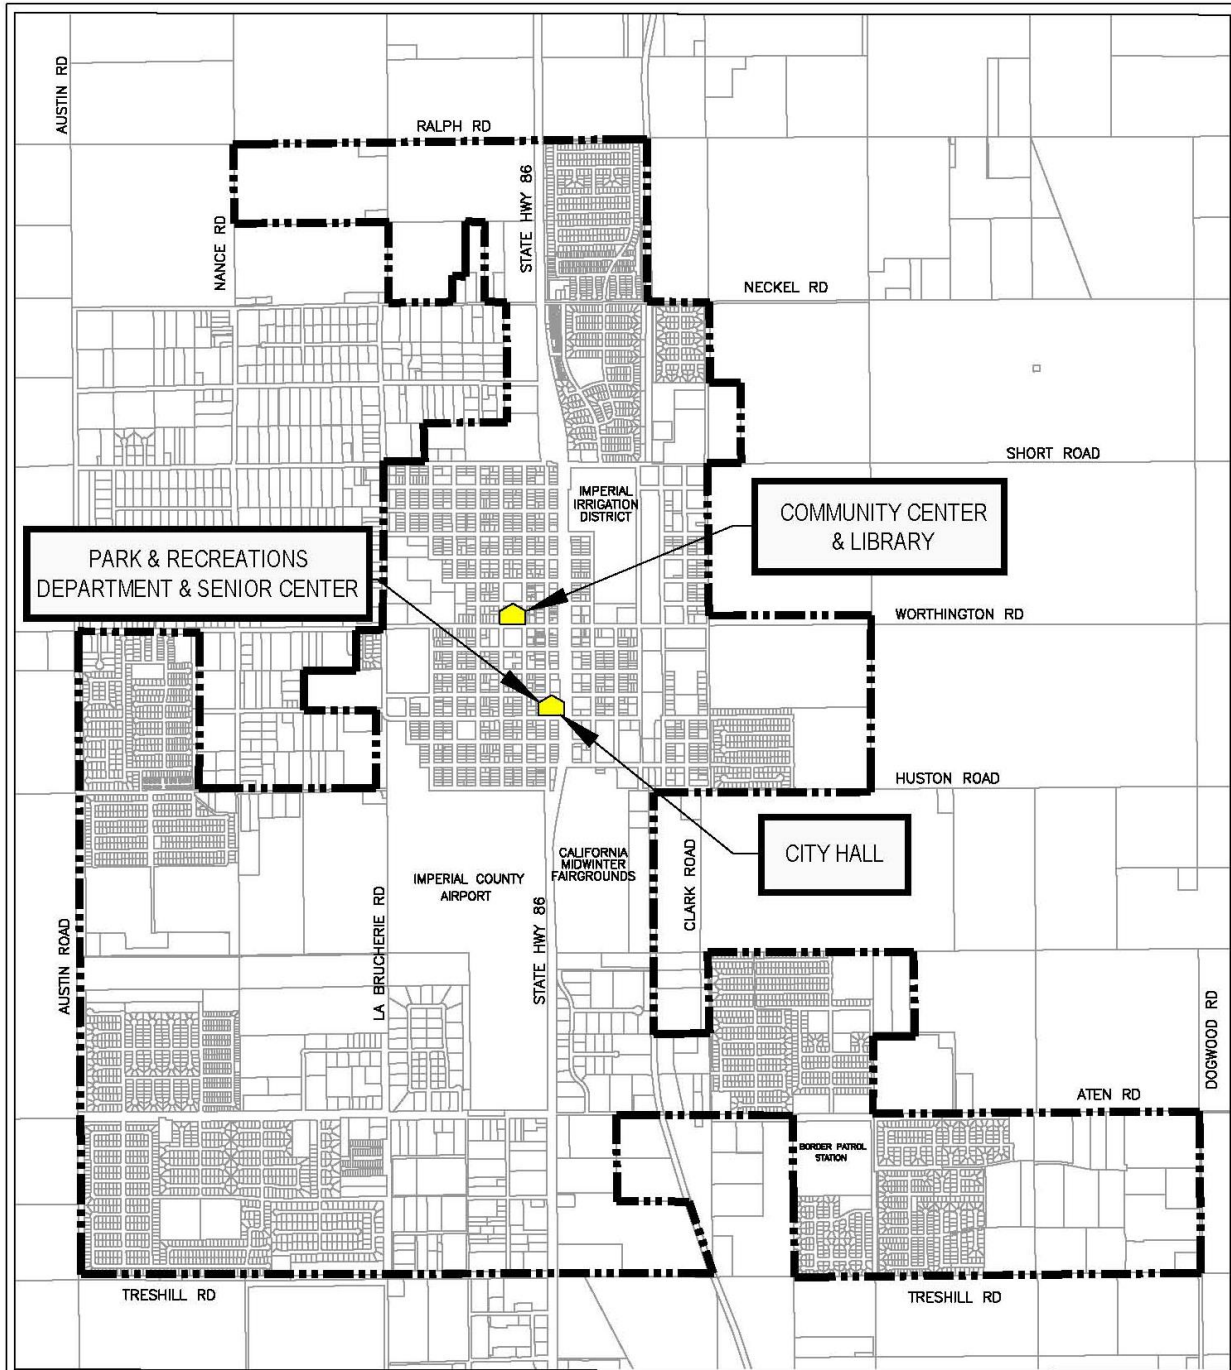 AUSTIN RD
RALPH RD
STATE HWY 86
NANCE RD
NECKEL RD
SHORT ROAD
IMPERIAL
IRRIGATION
DISTRICT
COMMUNITY CENTER
& LIBRARY
PARK & RECREATIONS
DEPARTMENT & SENIOR CENTER
WORTHINGTON RD
HUSTON ROAD
CITY HALL
CALIFORNIA
MIDWINTER
FAIRGROUNDS
IMPERIAL COUNTY
AIRPORT
CLARK ROAD
AUSTIN ROAD
LA BRUCHERIE RD
STATE HWY 86
DOGWOOD RD
ATEN RD
BORDER PATROL
STATION
TRESHILL RD
TRESHILL RD